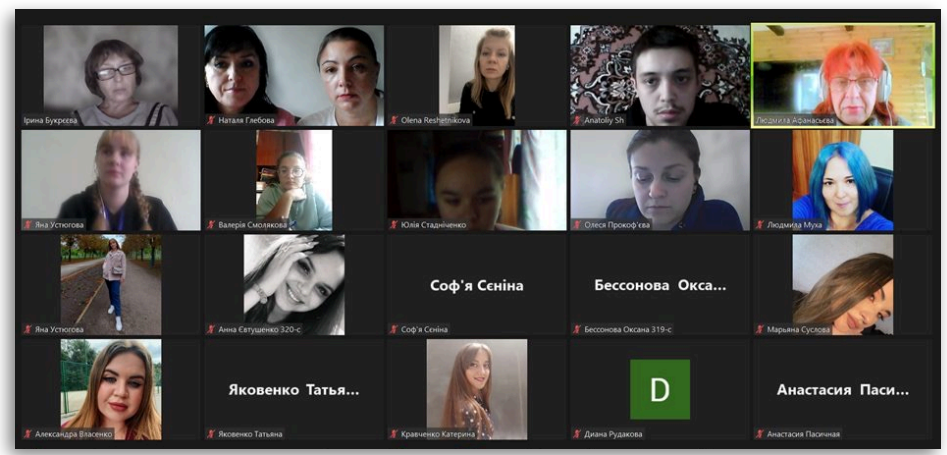 Ірина Букрєєва
Наталя Глебова
Olena Reshetnikova
Anatoliy Sh
Людмила Афанасьєва
Яна Устюгова
Валерія Смолякова
Юлія Стадніченко
Олеся Прокоф'єва
Людмила Муха
Яна Устюгова
Анна Євтушенко 320-с
Соф'я Сєніна
Соф'я Сєніна
Бессонова Окса...
Бессонова Оксана 319-с
Марьяна Суслова
Александра Власенко
Яковенко Татья...
Яковенко Татьяна
Кравченко Катерина
D
Диана Рудакова
Анастасия Паси...
Анастасия Пасичная